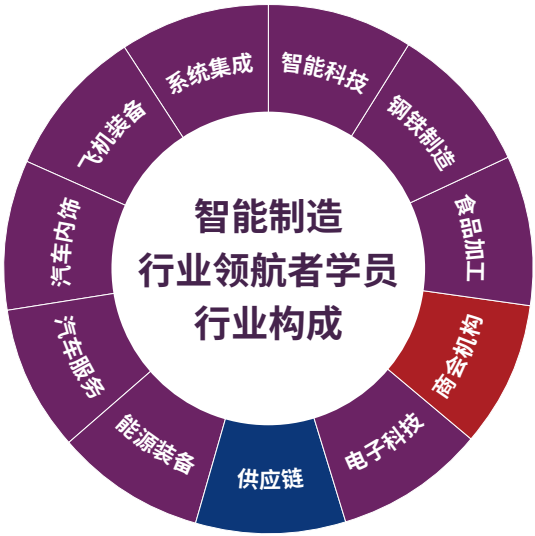 智能制造
行业领航者学员
行业构成
智能科技
钢铁制造
食品加工
商会机构
电子科技
供应链
能源装备
汽车服务
汽车内饰
飞机装备
系统集成